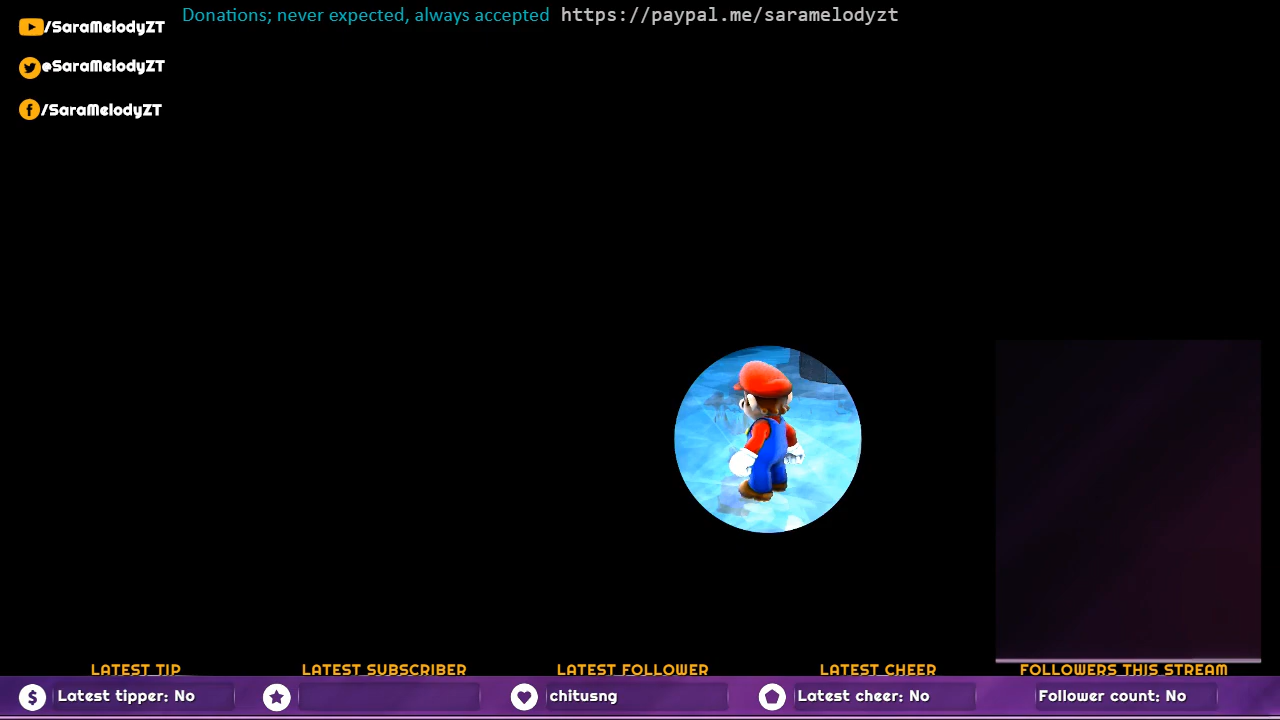 Donations; never expected, always accepted https://paypal.me/saramelodyzt
/SaraMelodyZT
@SaraMelodyZT
/SaraMelodyZT
LATEST TIP LATEST SUBSCRIBER LATEST FOLLOWER LATEST CHEER FOLLOWERS THIS STREAM
Latest tipper: No chitusng Latest cheer: No Follower count: No